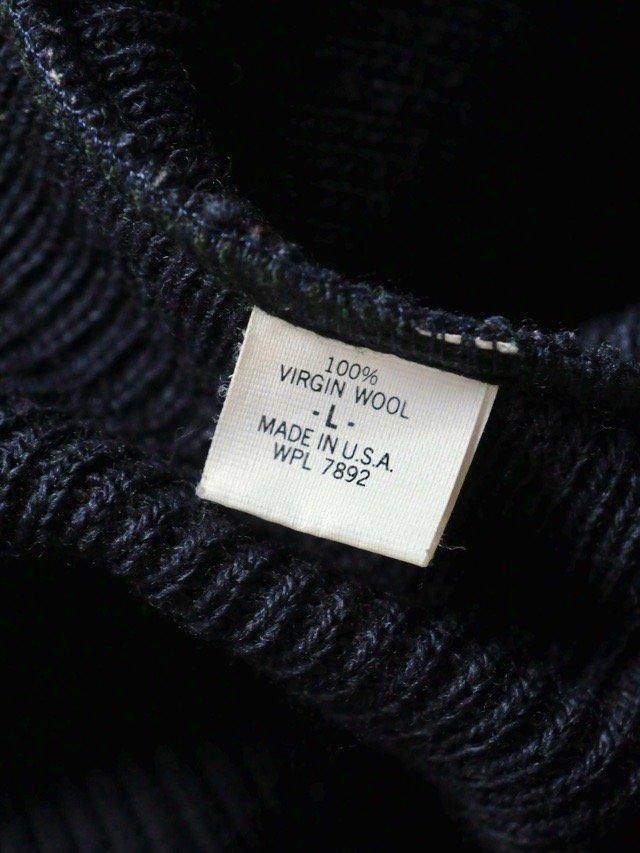 100%
VIRGIN WOOL
- L -
MADE IN U.S.A.
WPL 7892